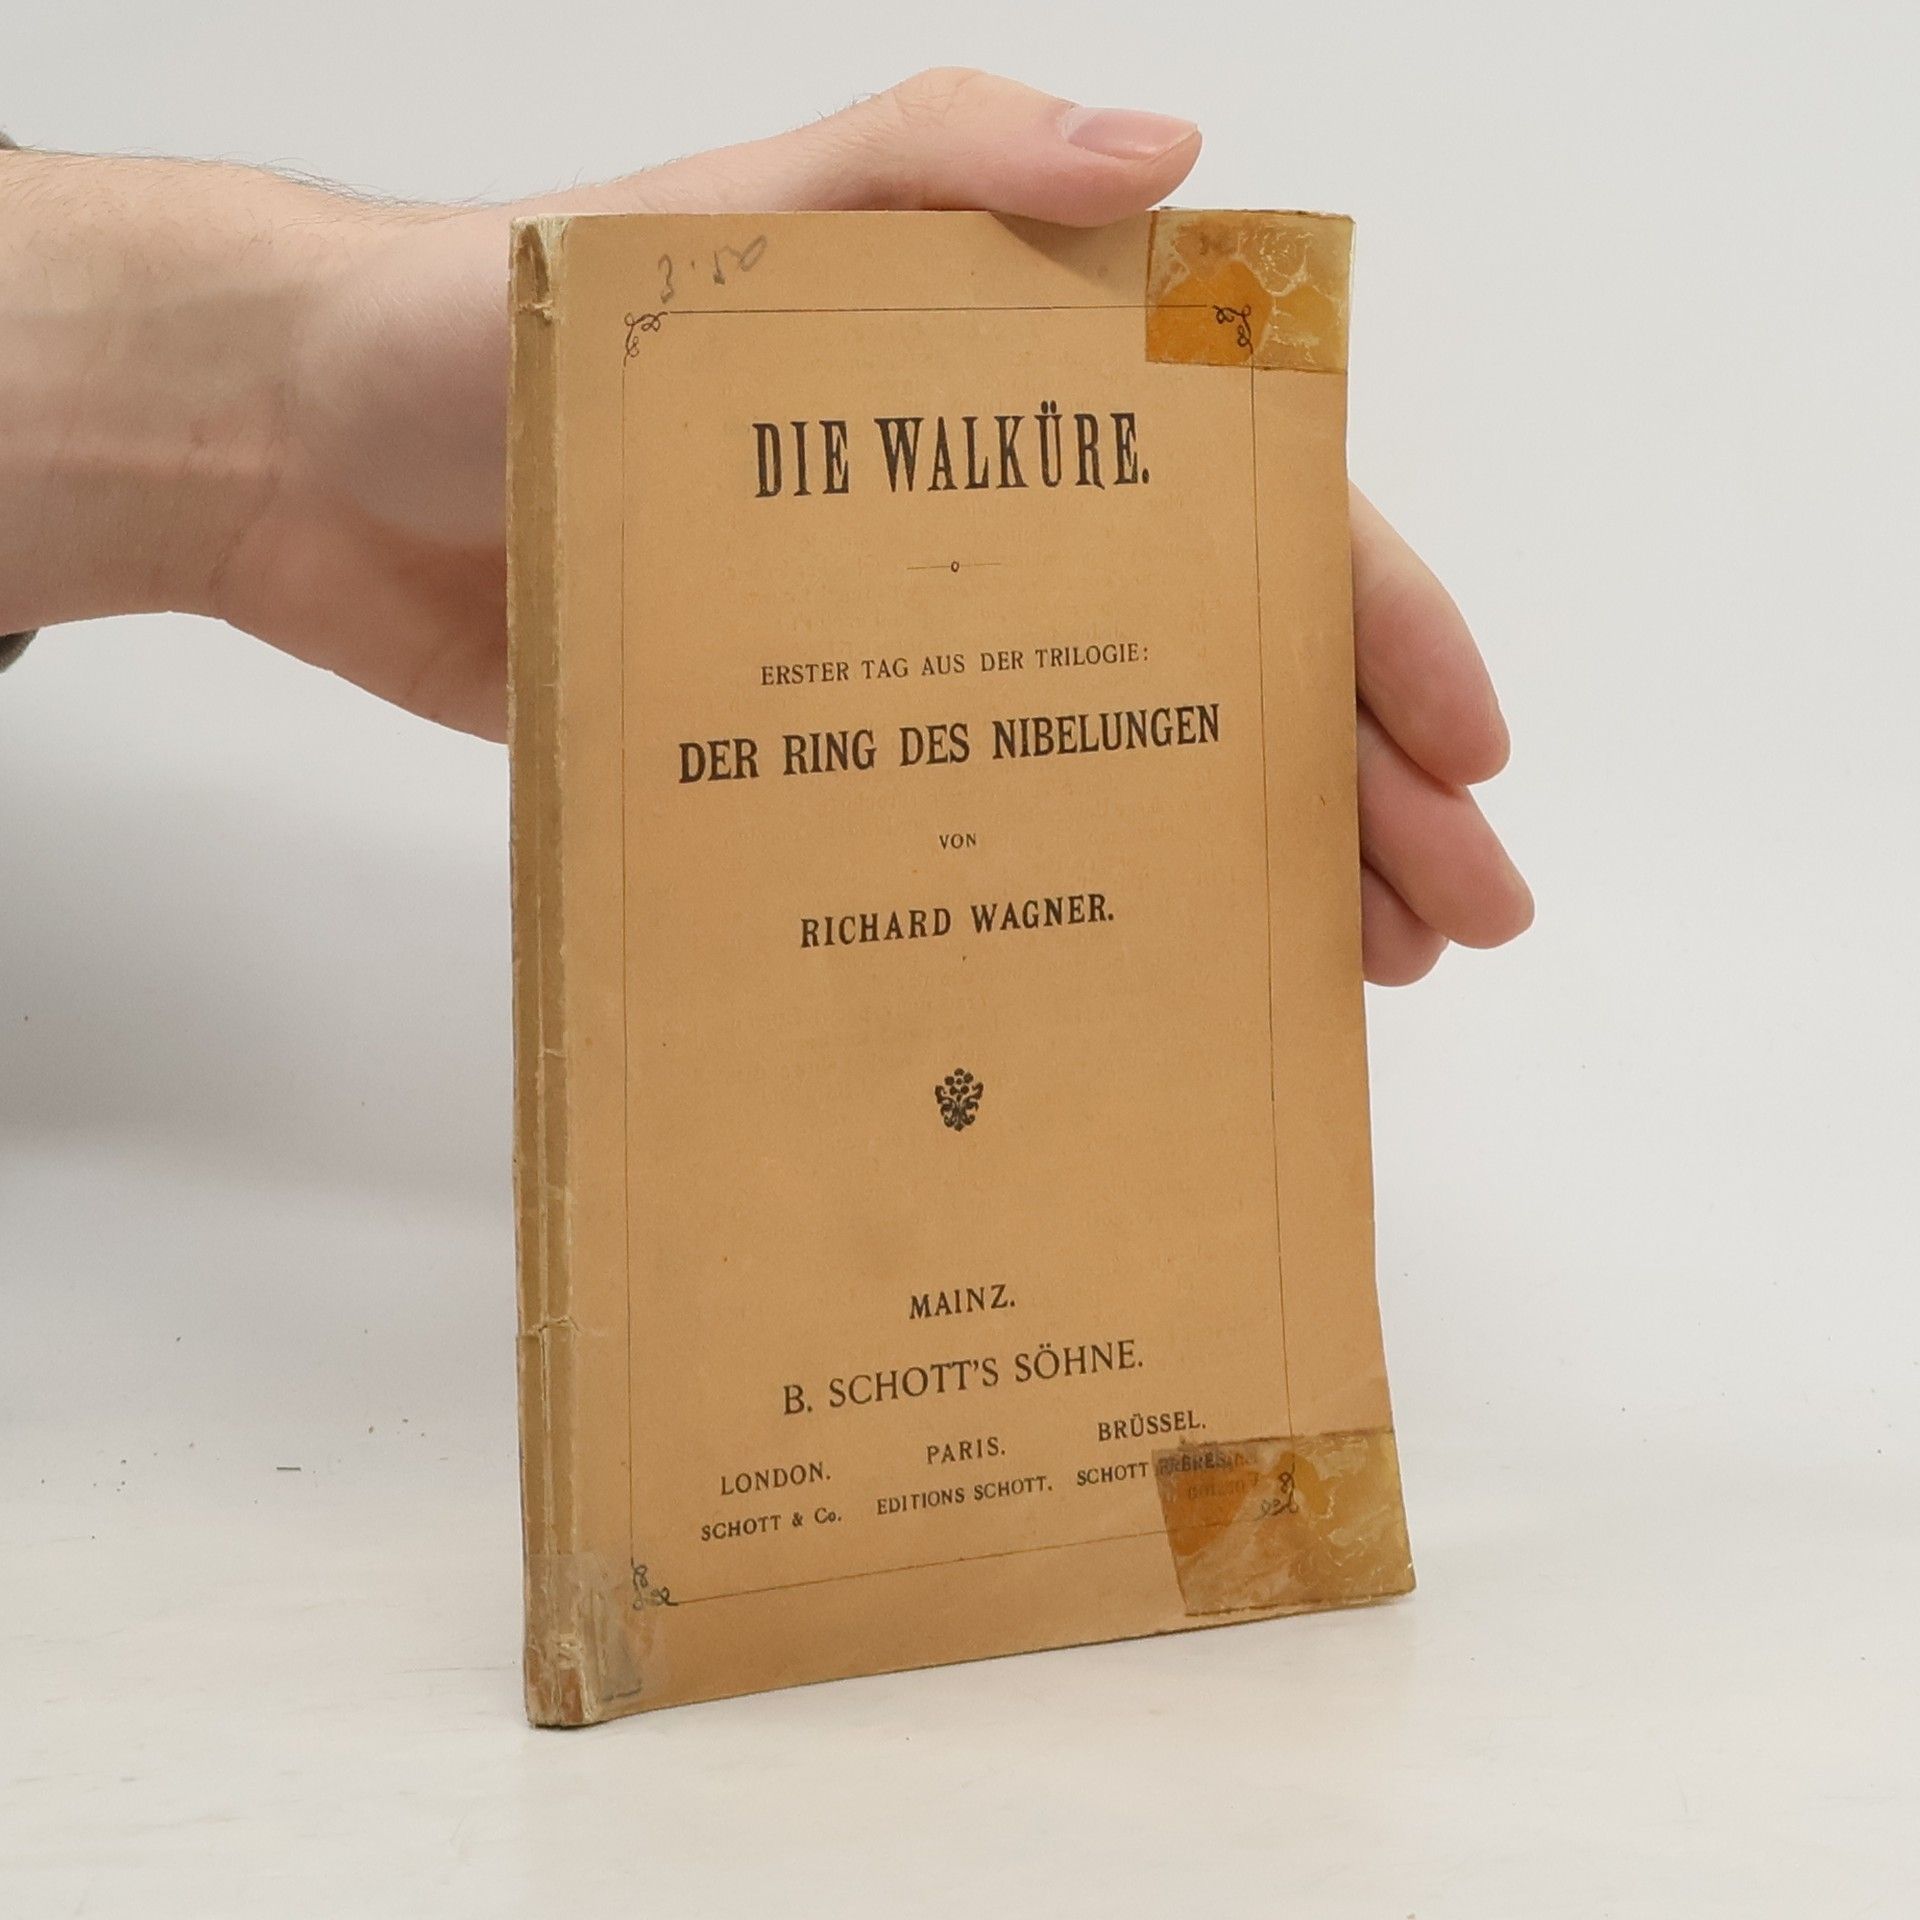 3.50
DIE WALKÜRE.
ERSTER TAG AUS DER TRILOGIE:
DER RING DES NIBELUNGEN
VON
RICHARD WAGNER.
MAINZ.
B. SCHOTT'S SÖHNE.
LONDON. PARIS. BRÜSSEL.
SCHOTT & Co. EDITIONS SCHOTT. SCHOTT FRÈRES.